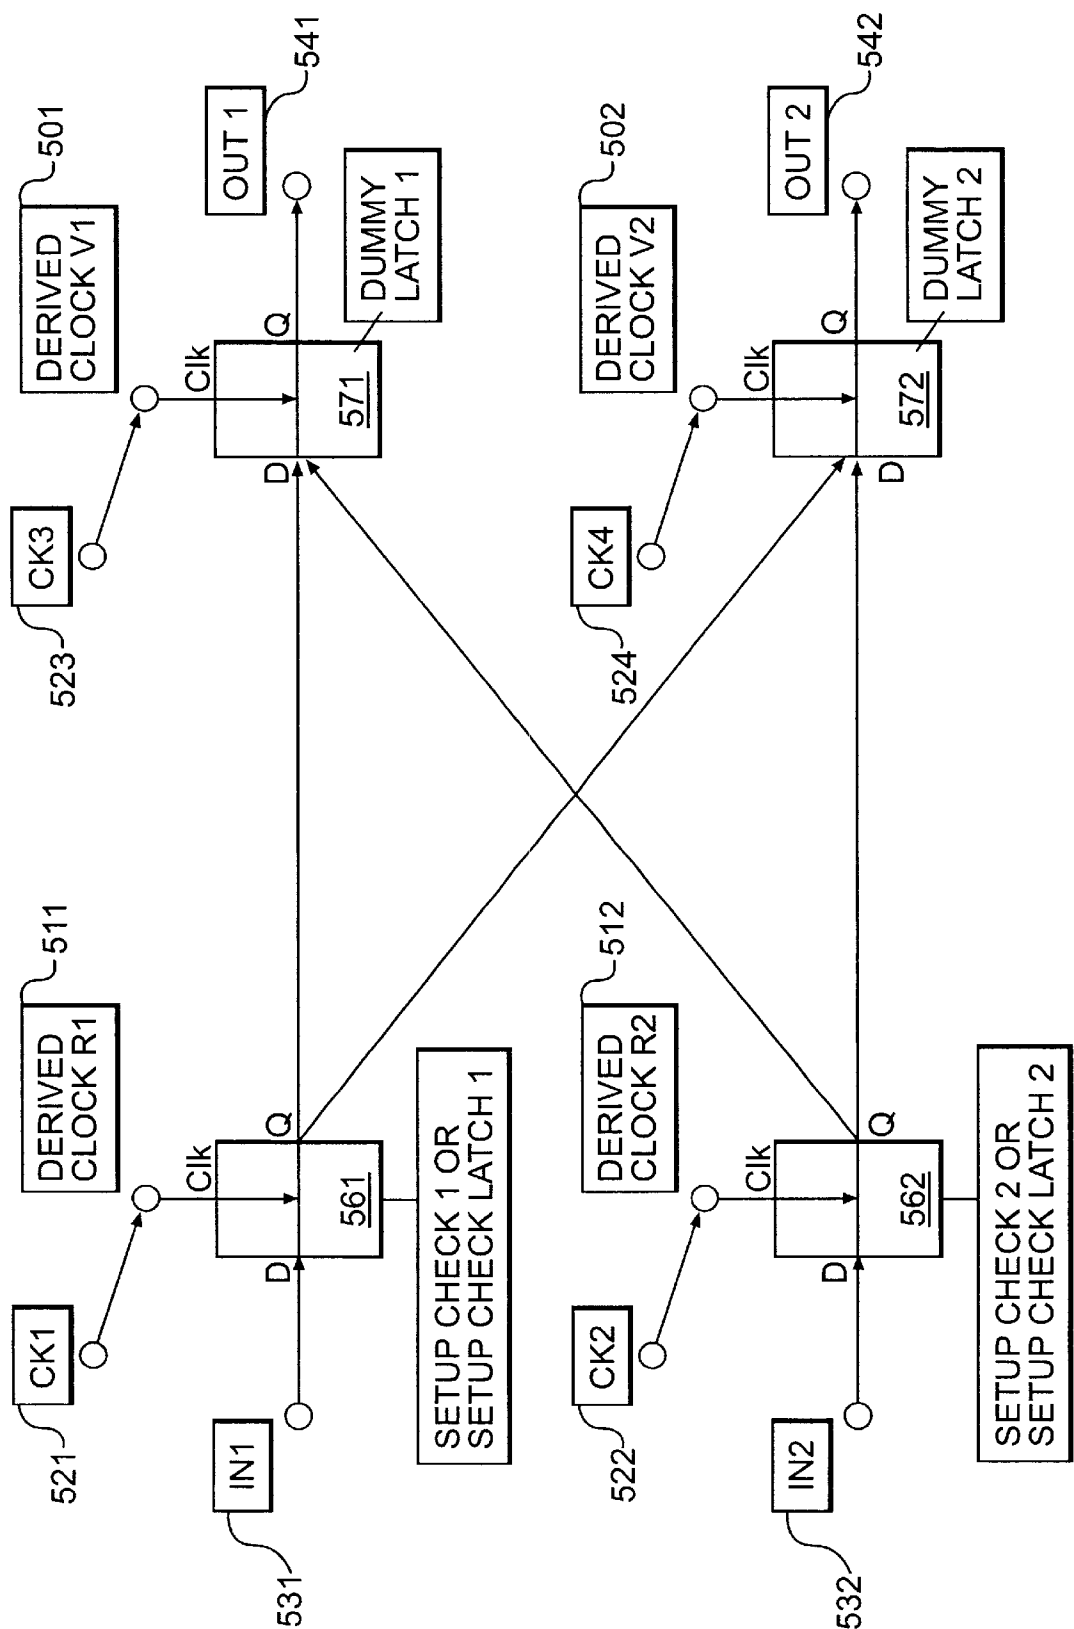 521
CK1
DERIVED
CLOCK R1
511
Clk
531
IN1
D
561
Q
SETUP CHECK 1 OR
SETUP CHECK LATCH 1
523
CK3
DERIVED
CLOCK V1
501
Clk
D
571
Q
OUT 1
541
DUMMY
LATCH 1
522
CK2
DERIVED
CLOCK R2
512
Clk
532
IN2
D
562
Q
SETUP CHECK 2 OR
SETUP CHECK LATCH 2
524
CK4
DERIVED
CLOCK V2
502
Clk
D
572
Q
OUT 2
542
DUMMY
LATCH 2